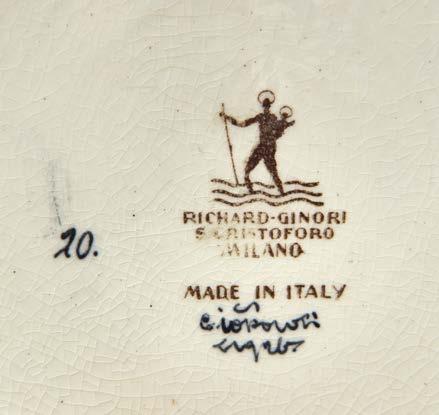 RICHARD-GINORI
S. CRISTOFORO
MILANO
20.
MADE IN ITALY